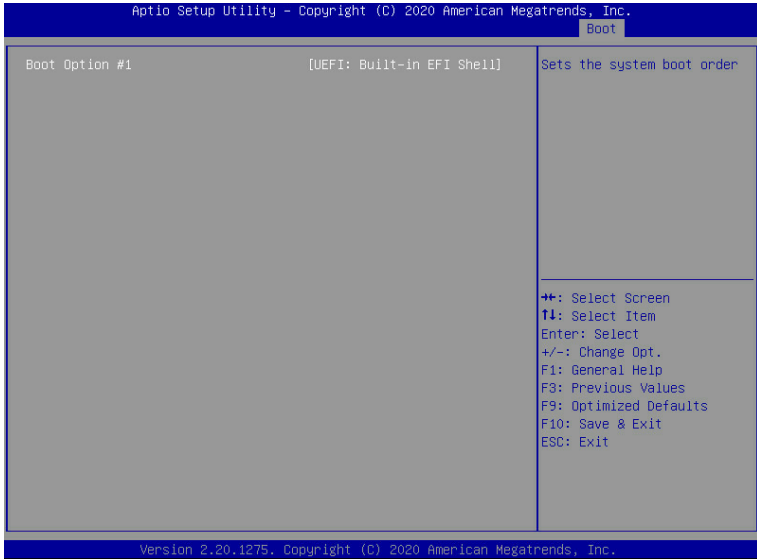 Aptio Setup Utility – Copyright (C) 2020 American Megatrends, Inc.
Boot
Boot Option #1 [UEFI: Built-in EFI Shell]
Sets the system boot order
→←: Select Screen
↑↓: Select Item
Enter: Select
+/-: Change Opt.
F1: General Help
F3: Previous Values
F9: Optimized Defaults
F10: Save & Exit
ESC: Exit
Version 2.20.1275. Copyright (C) 2020 American Megatrends, Inc.